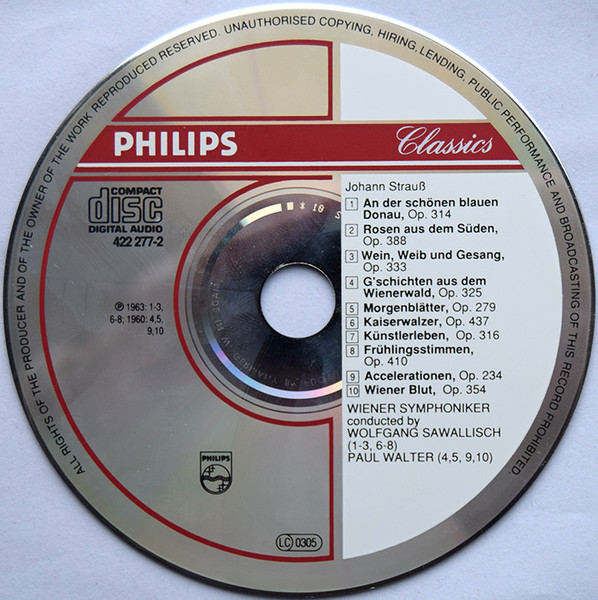 ALL RIGHTS OF THE PRODUCER AND OF THE OWNER OF THE WORK REPRODUCED RESERVED. UNAUTHORISED COPYING, HIRING, LENDING, PUBLIC PERFORMANCE AND BROADCASTING OF THIS RECORD PROHIBITED.
PHILIPS
Classics
COMPACT
disc
DIGITAL AUDIO
422 277-2
℗ 1963: 1-3,
6-8; 1960: 4,5,
9,10
Johann Strauß
1 An der schönen blauen
Donau, Op. 314
2 Rosen aus dem Süden,
Op. 388
3 Wein, Weib und Gesang,
Op. 333
4 G'schichten aus dem
Wienerwald, Op. 325
5 Morgenblätter, Op. 279
6 Kaiserwalzer, Op. 437
7 Künstlerleben, Op. 316
8 Frühlingsstimmen,
Op. 410
9 Accelerationen, Op. 234
10 Wiener Blut, Op. 354
WIENER SYMPHONIKER
conducted by
WOLFGANG SAWALLISCH
(1-3, 6-8)
PAUL WALTER (4,5, 9,10)
PHILIPS
LC 0305